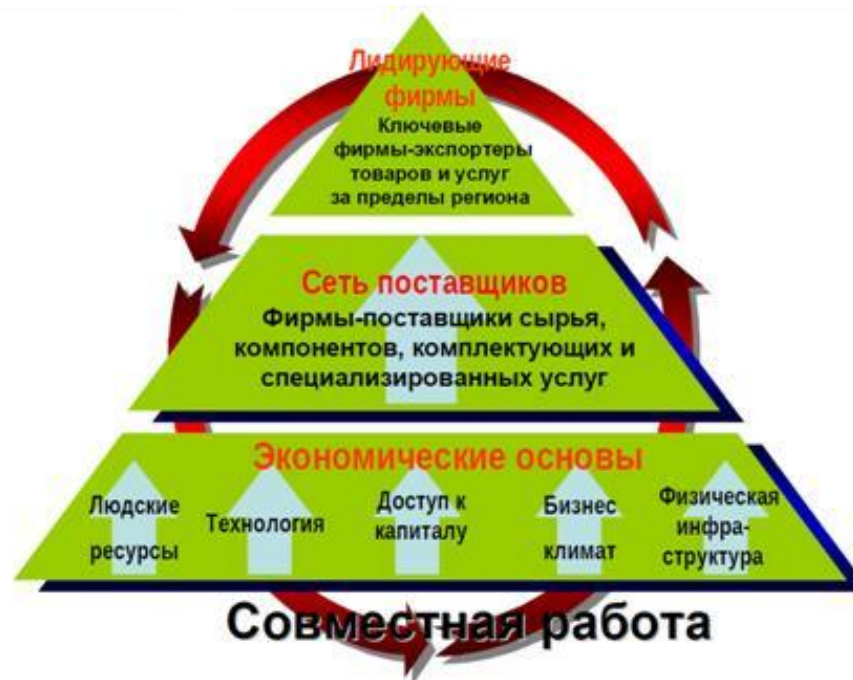 Лидирующие
фирмы
Ключевые
фирмы-экспортеры
товаров и услуг
за пределы региона
Сеть поставщиков
Фирмы-поставщики сырья,
компонентов, комплектующих и
специализированных услуг
Экономические основы
Людские
ресурсы
Технология
Доступ к
капиталу
Бизнес
климат
Физическая
инфра-
структура
Совместная работа